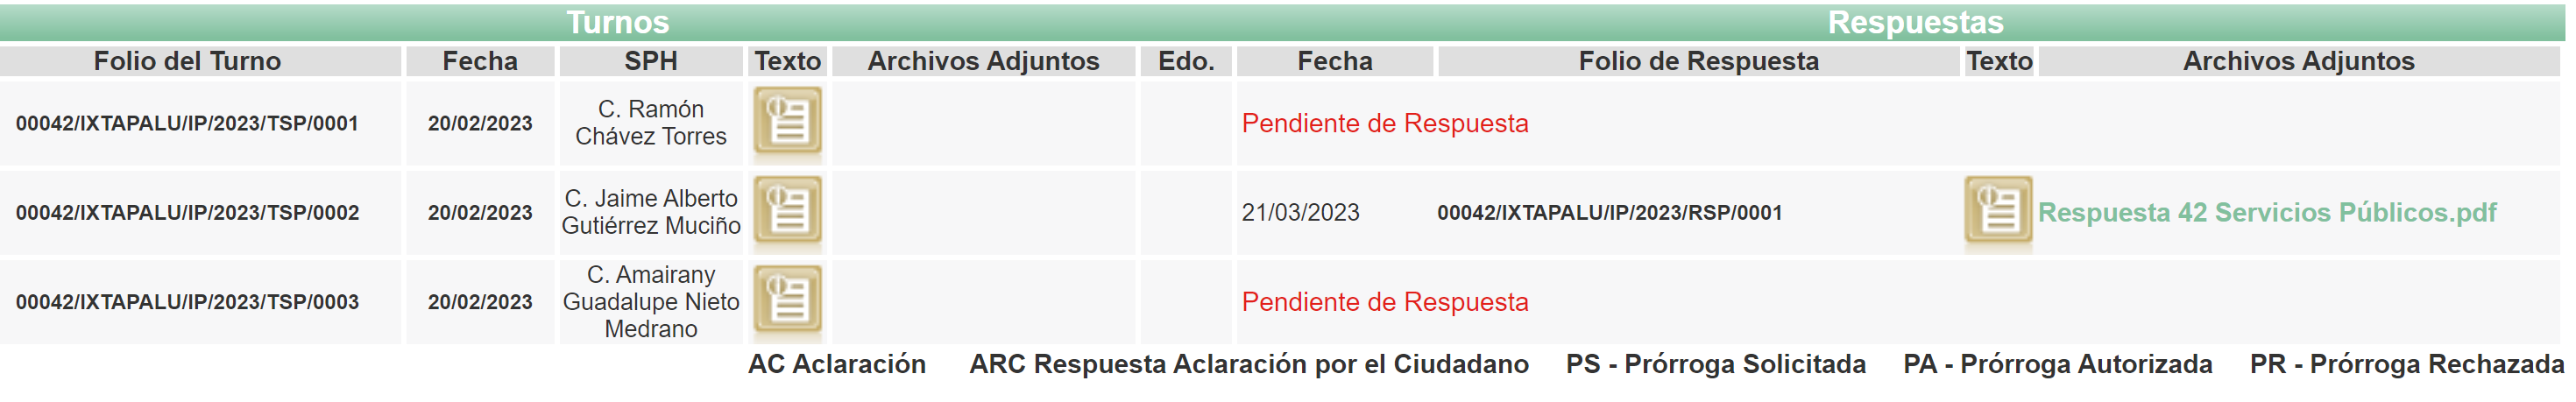 Turnos Respuestas
Folio del Turno Fecha SPH Texto Archivos Adjuntos Edo. Fecha Folio de Respuesta Texto Archivos Adjuntos
00042/IXTAPALU/IP/2023/TSP/0001 20/02/2023 C. Ramón
Chávez Torres Pendiente de Respuesta
00042/IXTAPALU/IP/2023/TSP/0002 20/02/2023 C. Jaime Alberto
Gutiérrez Muciño 21/03/2023 00042/IXTAPALU/IP/2023/RSP/0001 Respuesta 42 Servicios Públicos.pdf
00042/IXTAPALU/IP/2023/TSP/0003 20/02/2023 C. Amairany
Guadalupe Nieto
Medrano Pendiente de Respuesta
AC Aclaración ARC Respuesta Aclaración por el Ciudadano PS - Prórroga Solicitada PA - Prórroga Autorizada PR - Prórroga Rechazada